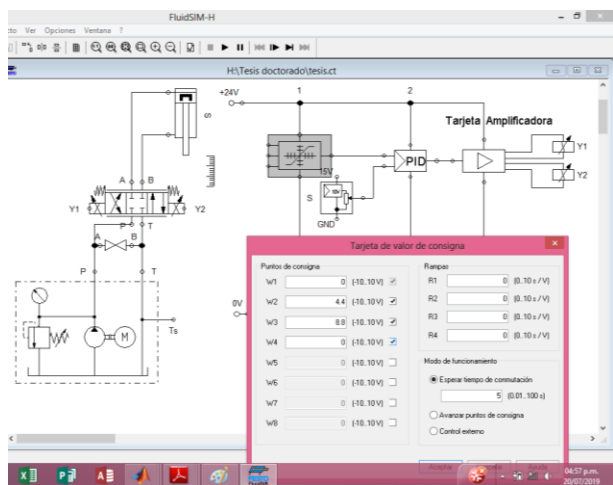 FluidSIM-H
cto Ver Opciones Ventana ?
H:\Tesis doctorado\tesis.ct
+24V
1
2
Tarjeta Amplificadora
S
A B
Y1 Y2
P T
A B
P T
M
Ts
PID
Y1
Y2
15V
S
GND
0V
Tarjeta de valor de consigna
Puntos de consigna
W1 0 (-10..10 V)
W2 4.4 (-10..10 V)
W3 8.8 (-10..10 V)
W4 0 (-10..10 V)
W5 0 (-10..10 V)
W6 0 (-10..10 V)
W7 0 (-10..10 V)
W8 0 (-10..10 V)
Rampas
R1 0 (0..10 s / V)
R2 0 (0..10 s / V)
R3 0 (0..10 s / V)
R4 0 (0..10 s / V)
Modo de funcionamiento
Esperar tiempo de conmutación
5 (0.01..100 s)
Avanzar puntos de consigna
Control externo
Aceptar
Ayuda
04:57 p.m.
20/07/2019